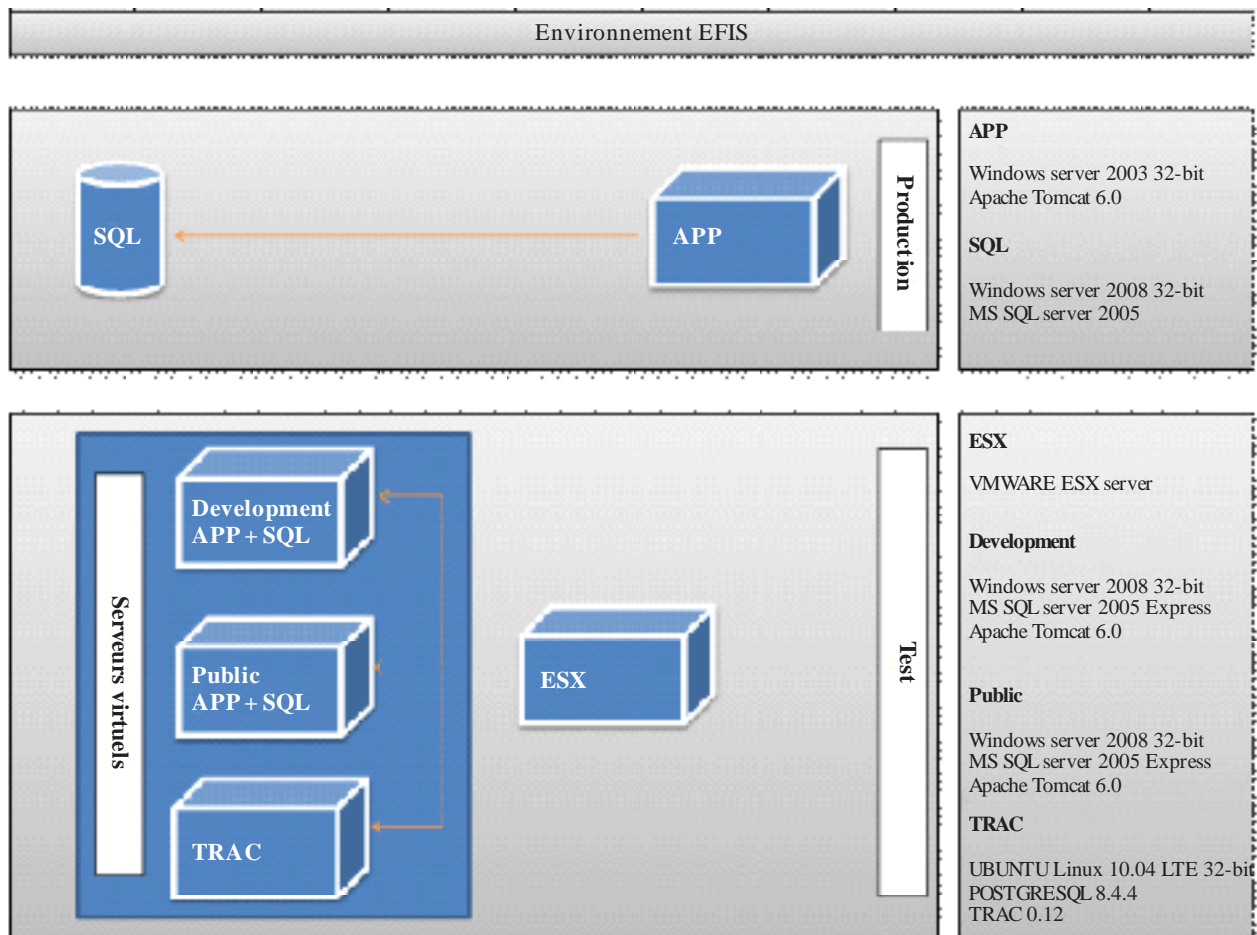 Environnement EFIS
SQL
APP
Production
APP
Windows server 2003 32-bit
Apache Tomcat 6.0
SQL
Windows server 2008 32-bit
MS SQL server 2005
Serveurs virtuels
Development
APP + SQL
Public
APP + SQL
TRAC
ESX
Test
ESX
VMWARE ESX server
Development
Windows server 2008 32-bit
MS SQL server 2005 Express
Apache Tomcat 6.0
Public
Windows server 2008 32-bit
MS SQL server 2005 Express
Apache Tomcat 6.0
TRAC
UBUNTU Linux 10.04 LTE 32-bit
POSTGRESQL 8.4.4
TRAC 0.12